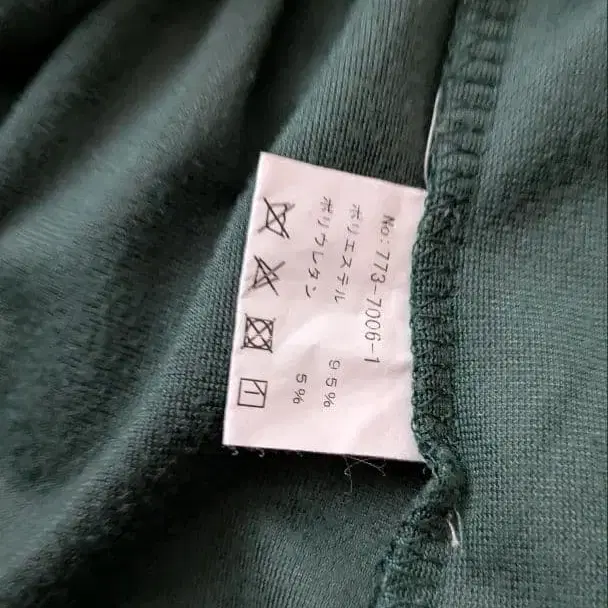 No:773-7006-1
ポリエステル 95%
ポリウレタン 5%